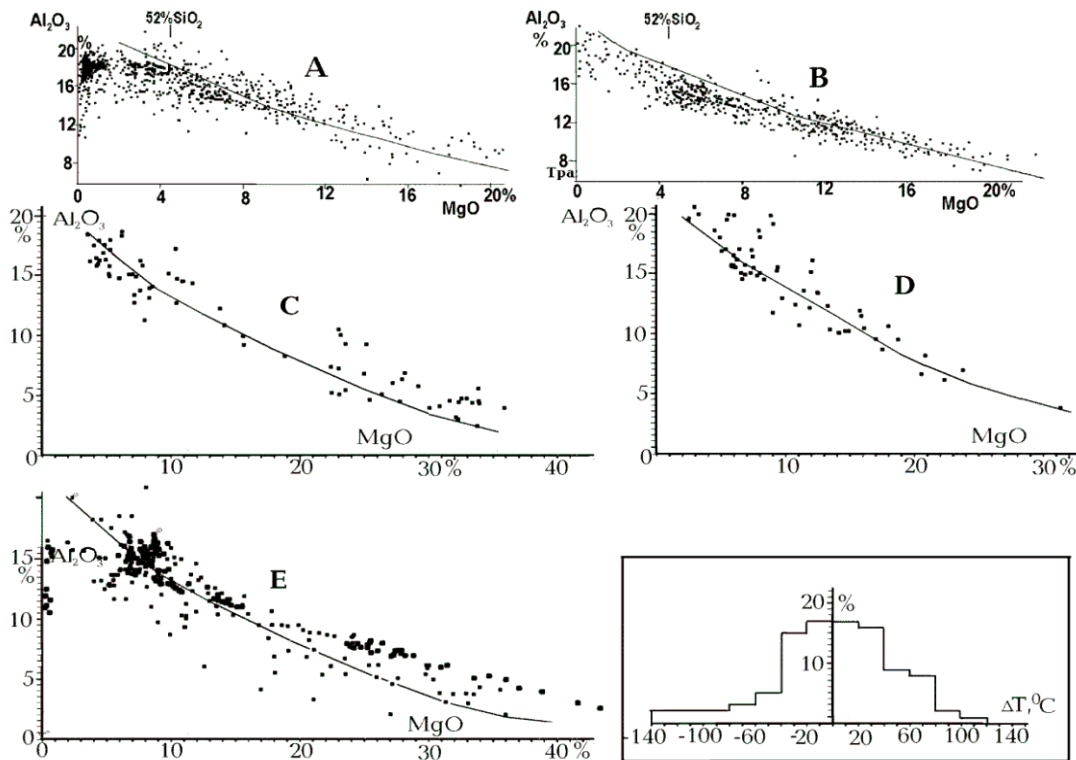 Al₂O₃ 52%SiO₂
%
A
20
16
12
8
0 4 8 12 16 20%
MgO
Al₂O₃ 52%SiO₂
%
B
20
16
12
8
Tpa
0 4 8 12 16 20%
MgO
Al₂O₃
20
%
15
C
10
5
MgO
0 10 20 30% 40
Al₂O₃
20
%
15
D
10
5
MgO
0 10 20 30%
Al₂O₃
15
%
E
10
5
MgO
0 10 20 30 40%
20 %
10
ΔT,⁰C
-140 -100 -60 -20 20 60 100 150